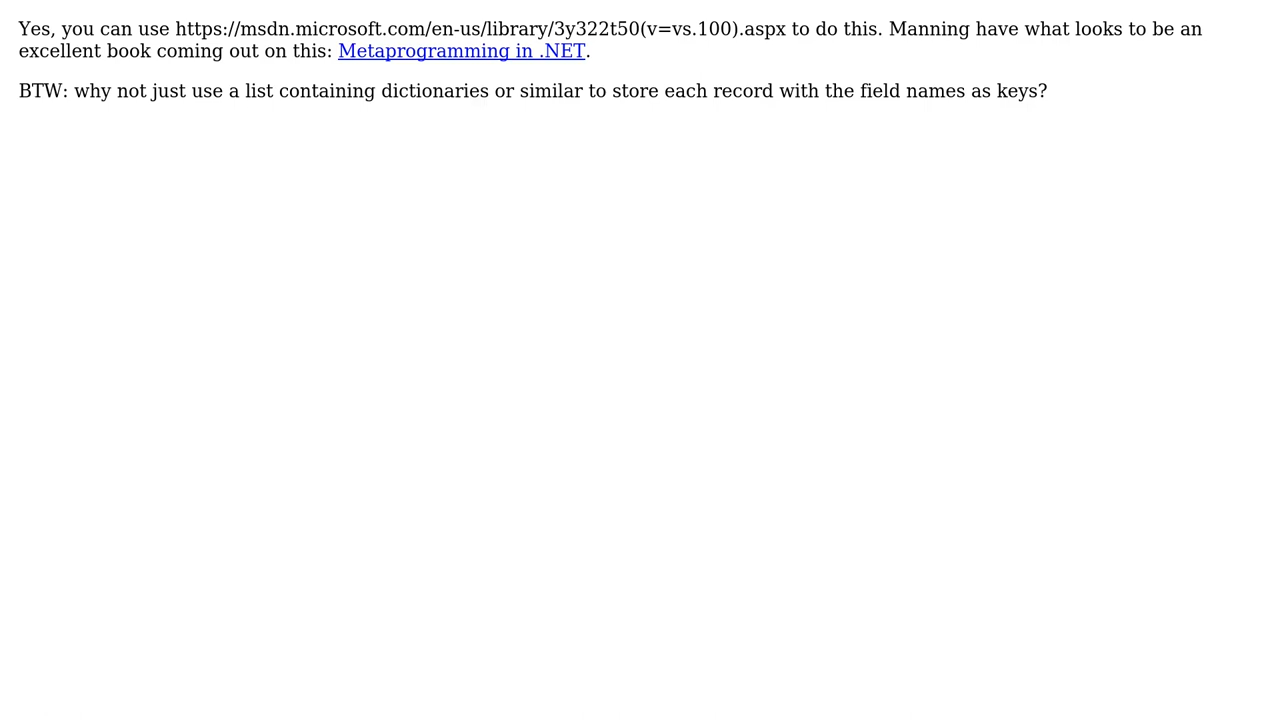 Yes, you can use https://msdn.microsoft.com/en-us/library/3y322t50(v=vs.100).aspx to do this. Manning have what looks to be an
excellent book coming out on this: Metaprogramming in .NET.
BTW: why not just use a list containing dictionaries or similar to store each record with the field names as keys?